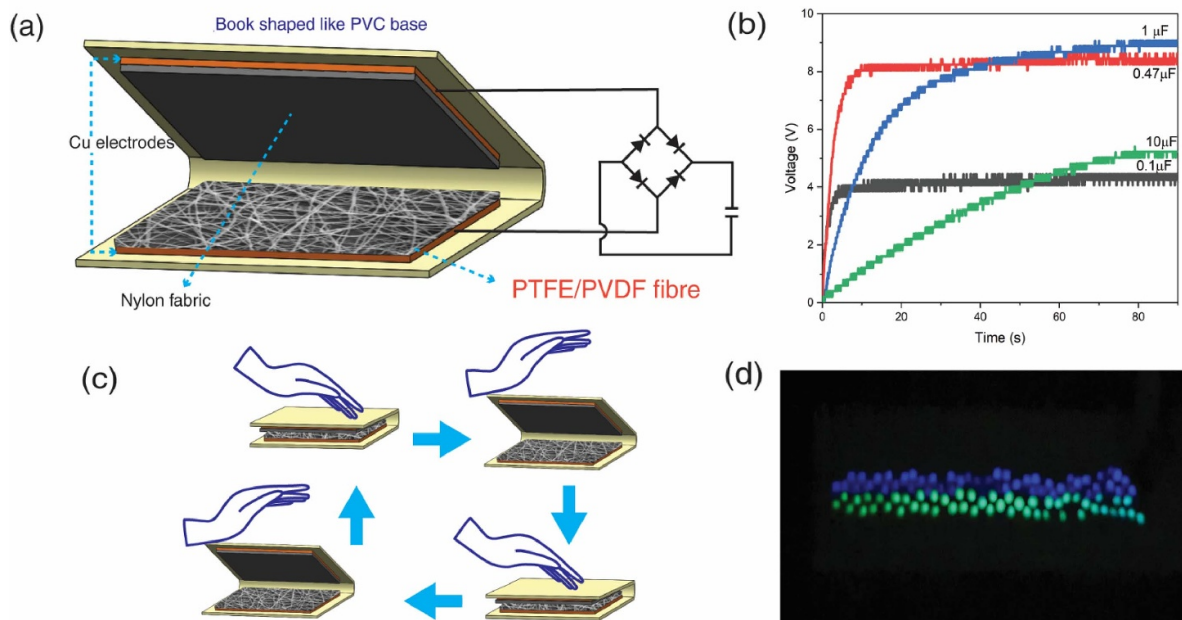 (a)
Book shaped like PVC base
Cu electrodes
Nylon fabric
PTFE/PVDF fibre
(b)
10
8
6
4
2
0
Voltage (V)
1 μF
0.47μF
10μF
0.1μF
0 20 40 60 80
Time (s)
(c)
(d)